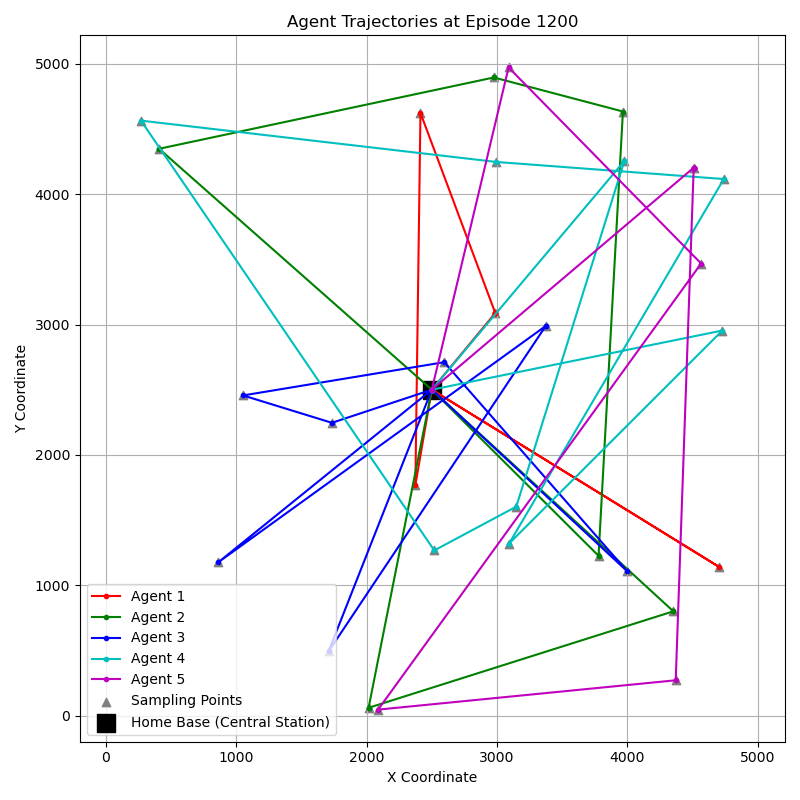 Agent Trajectories at Episode 1200
5000
4000
3000
2000
1000
0
Y Coordinate
Agent 1
Agent 2
Agent 3
Agent 4
Agent 5
Sampling Points
Home Base (Central Station)
0 1000 2000 3000 4000 5000
X Coordinate